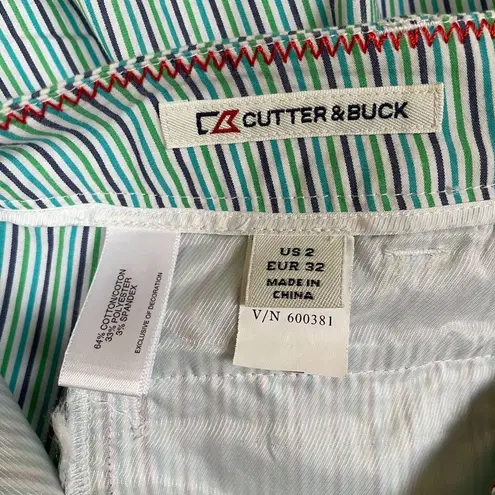 CUTTER & BUCK
64% COTTON/COTON
33% POLYESTER
3% SPANDEX
EXCLUSIVE OF DECORATION
US 2
EUR 32
MADE IN
CHINA
V/N 600381